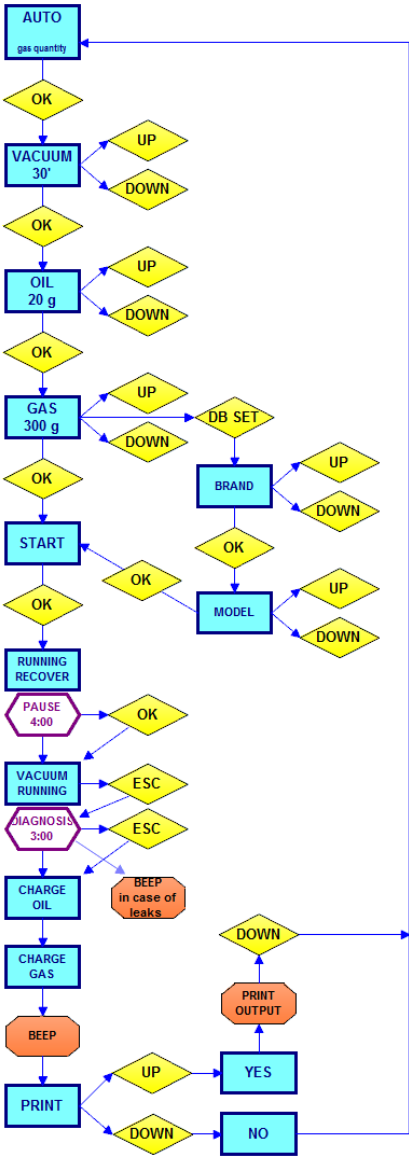 AUTO
gas quantity
OK
UP
VACUUM
30'
DOWN
OK
UP
OIL
20 g
DOWN
OK
UP
GAS
300 g
DB SET
DOWN
UP
OK
BRAND
DOWN
START
OK
OK
UP
OK
MODEL
DOWN
RUNNING
RECOVER
PAUSE
4:00
OK
VACUUM
RUNNING
ESC
DIAGNOSIS
3:00
ESC
CHARGE
OIL
BEEP
in case of
leaks
DOWN
CHARGE
GAS
PRINT
OUTPUT
BEEP
UP
YES
PRINT
DOWN
NO